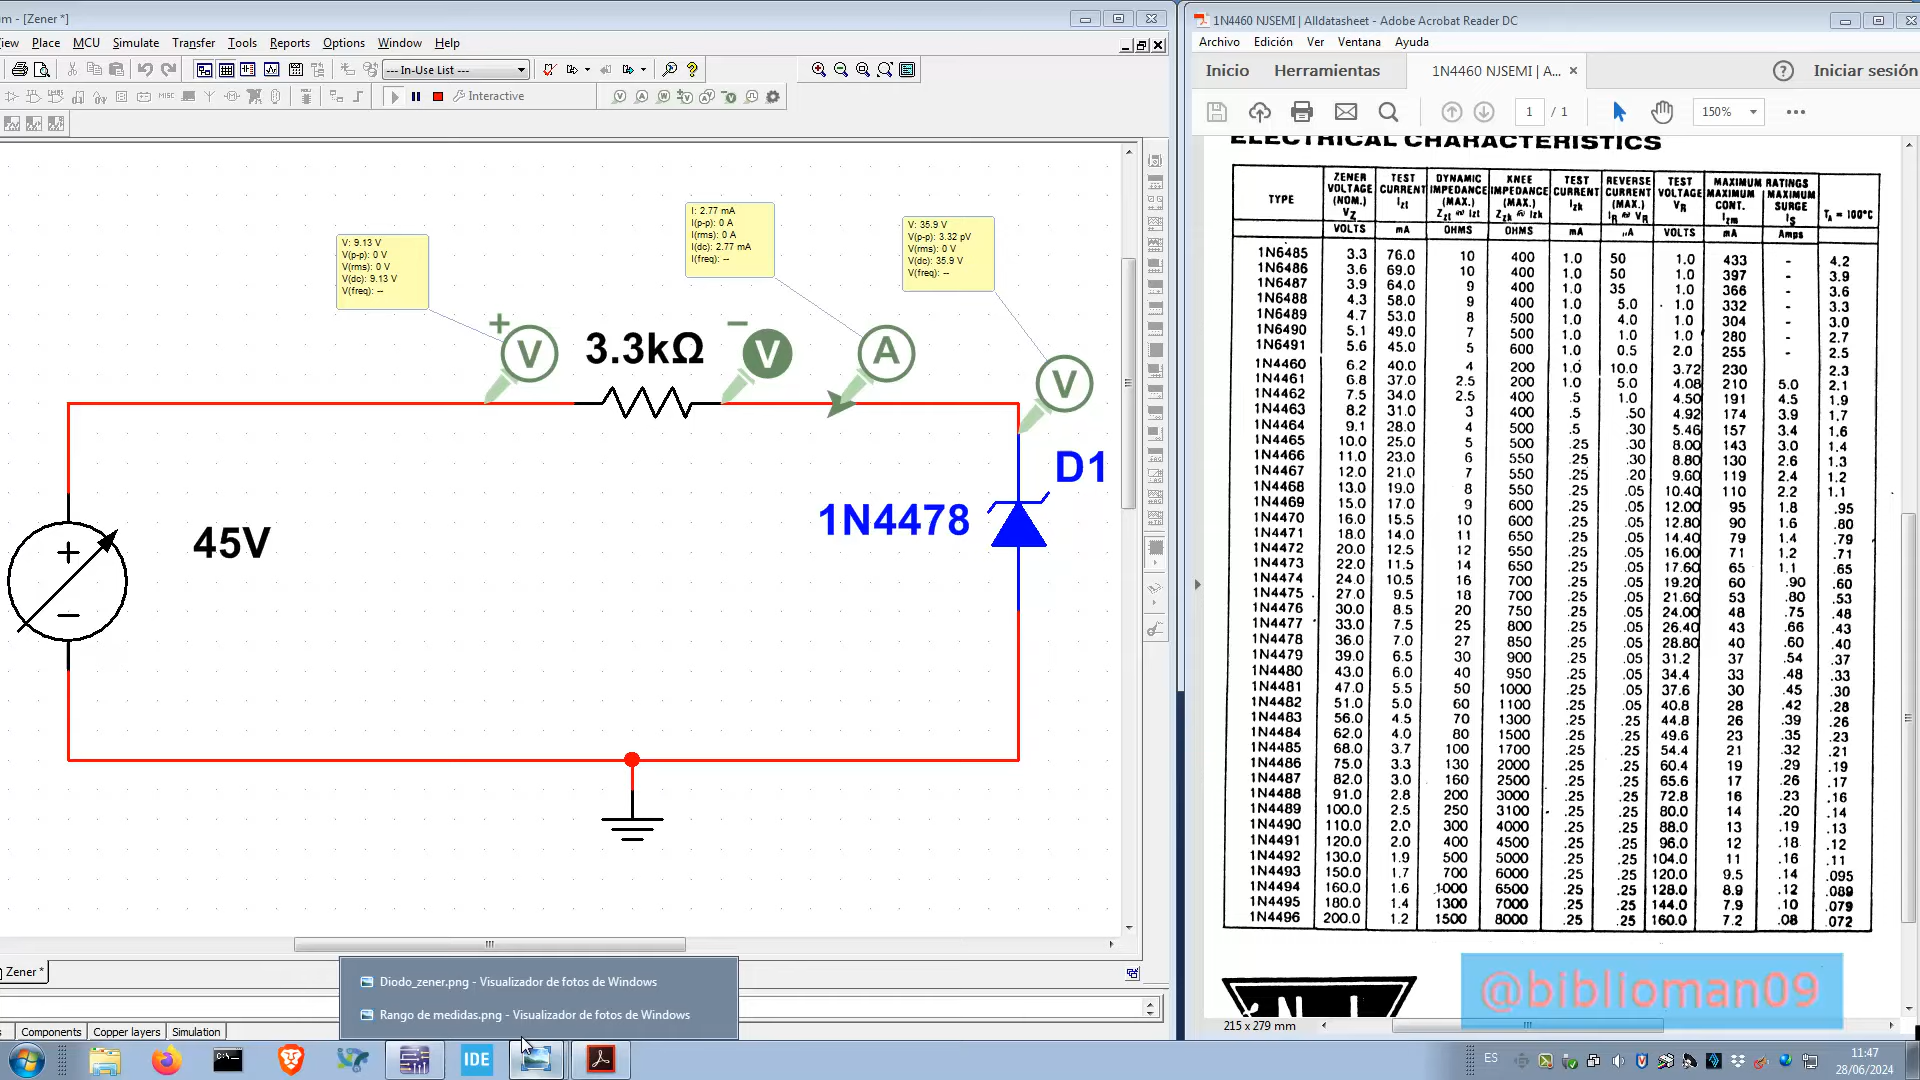 im - [Zener *]
iew Place MCU Simulate Transfer Tools Reports Options Window Help
--- In-Use List ---
Interactive
V: 9.13 V
V(p-p): 0 V
V(rms): 0 V
V(dc): 9.13 V
V(freq): --
I: 2.77 mA
I(p-p): 0 A
I(rms): 0 A
I(dc): 2.77 mA
I(freq): --
V: 35.9 V
V(p-p): 3.32 pV
V(rms): 0 V
V(dc): 35.9 V
V(freq): --
3.3kΩ
V
V
A
V
D1
1N4478
45V
Zener *
Diodo_zener.png - Visualizador de fotos de Windows
Rango de medidas.png - Visualizador de fotos de Windows
s Components Copper layers Simulation
1N4460 NJSEMI | Alldatasheet - Adobe Acrobat Reader DC
Archivo Edición Ver Ventana Ayuda
Inicio Herramientas 1N4460 NJSEMI | A... Iniciar sesión
1 / 1 150%
ELECTRICAL CHARACTERISTICS
TYPE
ZENER VOLTAGE (NOM.) VZ VOLTS
TEST CURRENT Izt mA
DYNAMIC IMPEDANCE (MAX.) Zzt @ Izt OHMS
KNEE IMPEDANCE (MAX.) Zzk @ Izk OHMS
TEST CURRENT Izk mA
REVERSE CURRENT (MAX.) IR @ VR µA
TEST VOLTAGE VR VOLTS
MAXIMUM RATINGS
MAXIMUM CONT. Izm mA
MAXIMUM SURGE IS Amps
TA = 100°C
1N6485 3.3 76.0 10 400 1.0 50 1.0 433 - 4.2
1N6486 3.6 69.0 10 400 1.0 50 1.0 397 - 3.9
1N6487 3.9 64.0 9 400 1.0 35 1.0 366 - 3.6
1N6488 4.3 58.0 9 400 1.0 5.0 1.0 332 - 3.3
1N6489 4.7 53.0 8 500 1.0 4.0 1.0 304 - 3.0
1N6490 5.1 49.0 7 500 1.0 1.0 1.0 280 - 2.7
1N6491 5.6 45.0 5 600 1.0 0.5 2.0 255 - 2.5
1N4460 6.2 40.0 4 200 1.0 10.0 3.72 230 2.3
1N4461 6.8 37.0 2.5 200 1.0 5.0 4.08 210 5.0 2.1
1N4462 7.5 34.0 2.5 400 .5 1.0 4.50 191 4.5 1.9
1N4463 8.2 31.0 3 400 .5 .50 4.92 174 3.9 1.7
1N4464 9.1 28.0 4 500 .5 .30 5.46 157 3.4 1.6
1N4465 10.0 25.0 5 500 .25 .30 8.00 143 3.0 1.4
1N4466 11.0 23.0 6 550 .25 .30 8.80 130 2.6 1.3
1N4467 12.0 21.0 7 550 .25 .20 9.60 119 2.4 1.2
1N4468 13.0 19.0 8 550 .25 .05 10.40 110 2.2 1.1
1N4469 15.0 17.0 9 600 .25 .05 12.00 95 1.8 .95
1N4470 16.0 15.5 10 600 .25 .05 12.80 90 1.6 .80
1N4471 18.0 14.0 11 650 .25 .05 14.40 79 1.4 .79
1N4472 20.0 12.5 12 550 .25 .05 16.00 71 1.2 .71
1N4473 22.0 11.5 14 650 .25 .05 17.60 65 1.1 .65
1N4474 24.0 10.5 16 700 .25 .05 19.20 60 .90 .60
1N4475 27.0 9.5 18 700 .25 .05 21.60 53 .80 .53
1N4476 30.0 8.5 20 750 .25 .05 24.00 48 .75 .48
1N4477 33.0 7.5 25 800 .25 .05 26.40 43 .66 .43
1N4478 36.0 7.0 27 850 .25 .05 28.80 40 .60 .40
1N4479 39.0 6.5 30 900 .25 .05 31.2 37 .54 .37
1N4480 43.0 6.0 40 950 .25 .05 34.4 33 .48 .33
1N4481 47.0 5.5 50 1000 .25 .05 37.6 30 .45 .30
1N4482 51.0 5.0 60 1100 .25 .05 40.8 28 .42 .28
1N4483 56.0 4.5 70 1300 .25 .25 44.8 26 .39 .26
1N4484 62.0 4.0 80 1500 .25 .25 49.6 23 .35 .23
1N4485 68.0 3.7 100 1700 .25 .25 54.4 21 .32 .21
1N4486 75.0 3.3 130 2000 .25 .25 60.4 19 .29 .19
1N4487 82.0 3.0 160 2500 .25 .25 65.6 17 .26 .17
1N4488 91.0 2.8 200 3000 .25 .25 72.8 16 .23 .16
1N4489 100.0 2.5 250 3100 .25 .25 80.0 14 .20 .14
1N4490 110.0 2.0 300 4000 .25 .25 88.0 13 .19 .13
1N4491 120.0 2.0 400 4500 .25 .25 96.0 12 .18 .12
1N4492 130.0 1.9 500 5000 .25 .25 104.0 11 .16 .11
1N4493 150.0 1.7 700 6000 .25 .25 120.0 9.5 .14 .095
1N4494 160.0 1.6 1000 6500 .25 .25 128.0 8.9 .12 .089
1N4495 180.0 1.4 1300 7000 .25 .25 144.0 7.9 .10 .079
1N4496 200.0 1.2 1500 8000 .25 .25 160.0 7.2 .08 .072
@biblioman09
215 x 279 mm
IDE
ES
11:47
28/06/2024